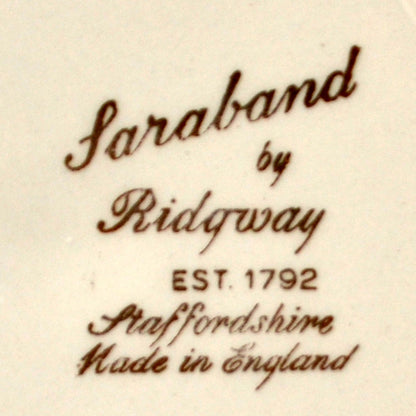 Saraband
by
Ridgway
EST. 1792
Staffordshire
Made in England